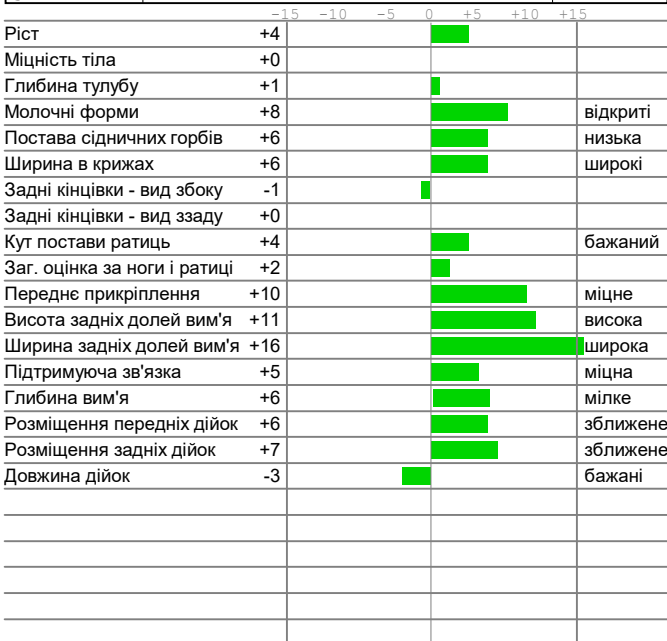 -15 -10 -5 0 +5 +10 +15
Ріст +4
Міцність тіла +0
Глибина тулубу +1
Молочні форми +8 відкриті
Постава сідничних горбів +6 низька
Ширина в крижах +6 широкі
Задні кінцівки - вид збоку -1
Задні кінцівки - вид ззаду +0
Кут постави ратиць +4 бажаний
Заг. оцінка за ноги і ратиці +2
Переднє прикріплення +10 міцне
Висота задніх долей вим'я +11 висока
Ширина задніх долей вим'я +16 широка
Підтримуюча зв'язка +5 міцна
Глибина вим'я +6 мілке
Розміщення передніх дійок +6 зближене
Розміщення задніх дійок +7 зближене
Довжина дійок -3 бажані